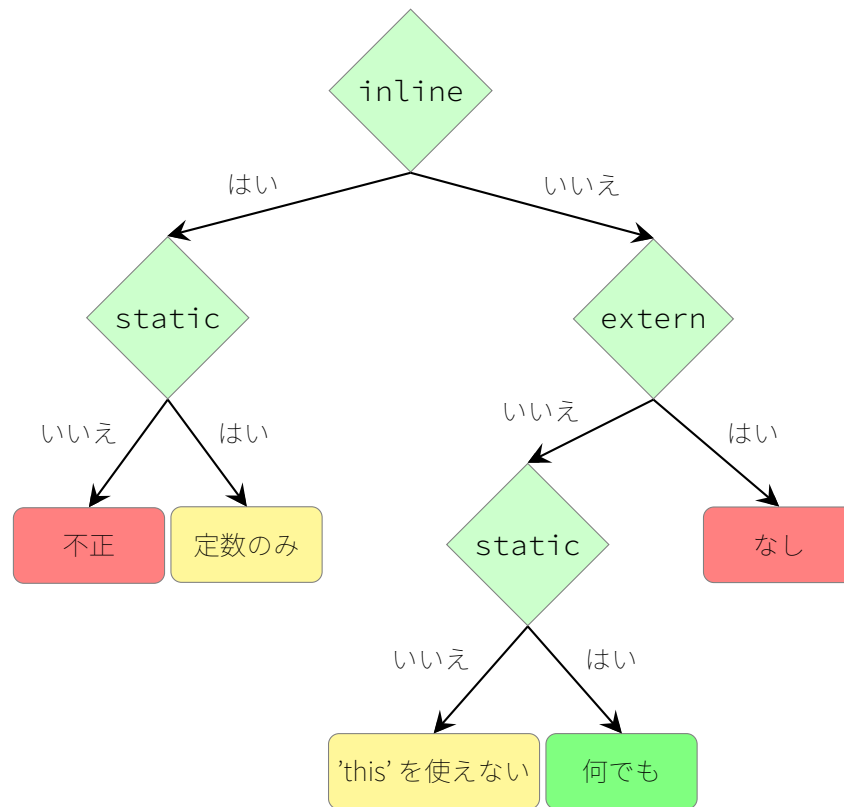 inline
はい
いいえ
static
extern
いいえ
はい
いいえ
はい
不正
定数のみ
static
なし
いいえ
はい
’this’ を使えない
何でも